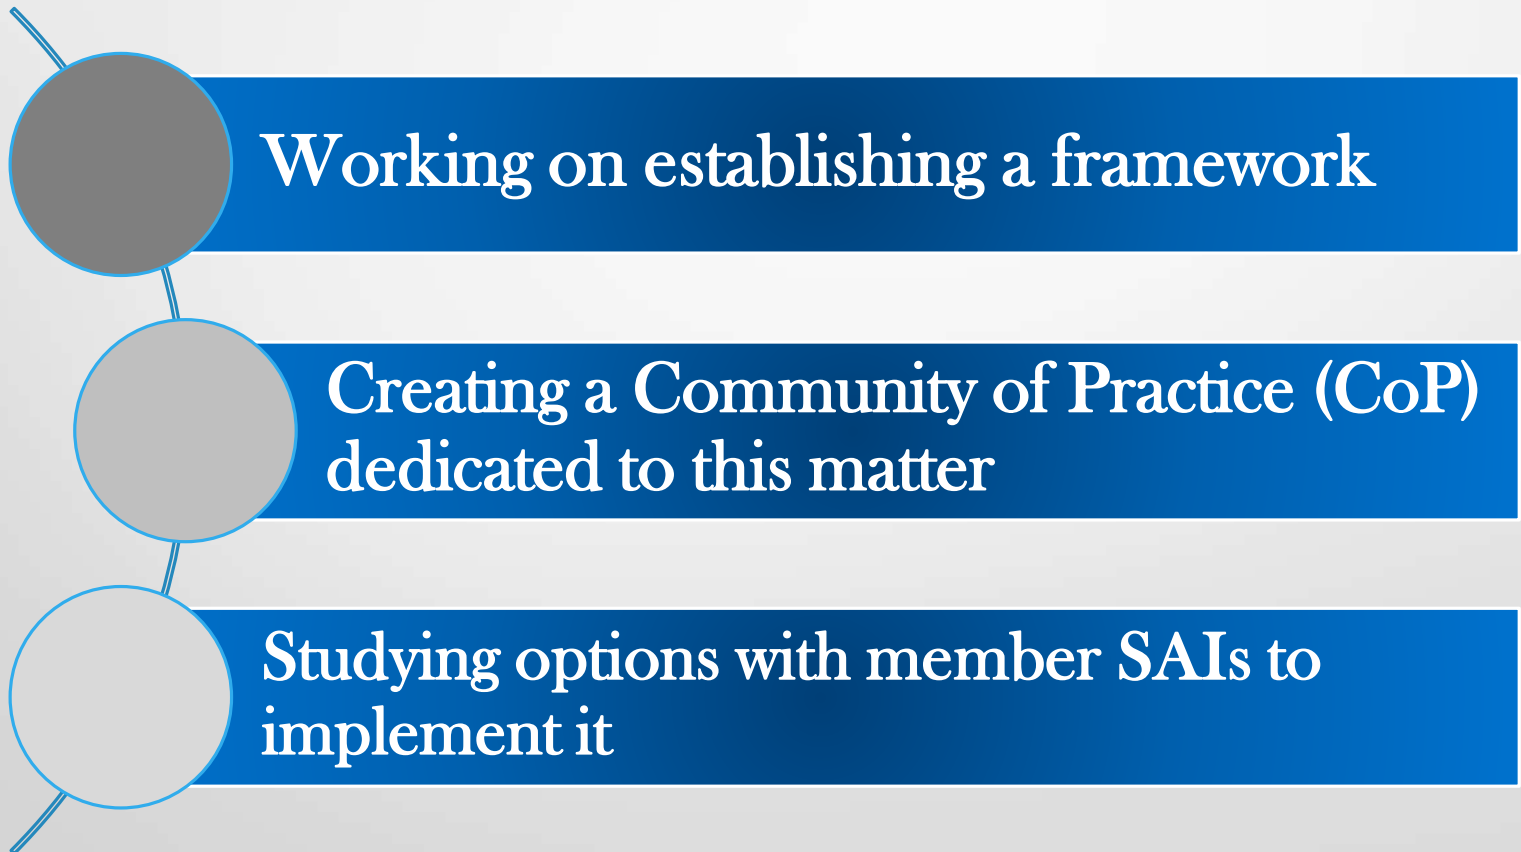 Working on establishing a framework
Creating a Community of Practice (CoP)
dedicated to this matter
Studying options with member SAIs to
implement it